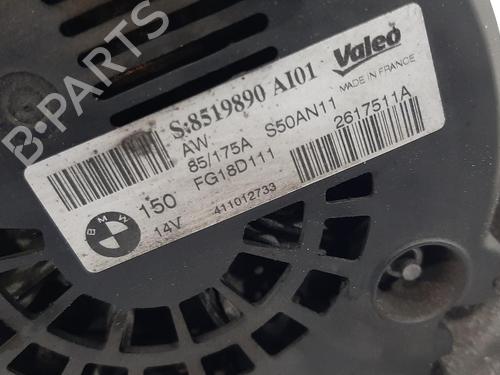 B-PARTS
S:8519890 AI01
Valeo
MADE IN FRANCE
AW
85/175A S50AN11
2617511A
FG18D111
150
14V 411012733
BMW